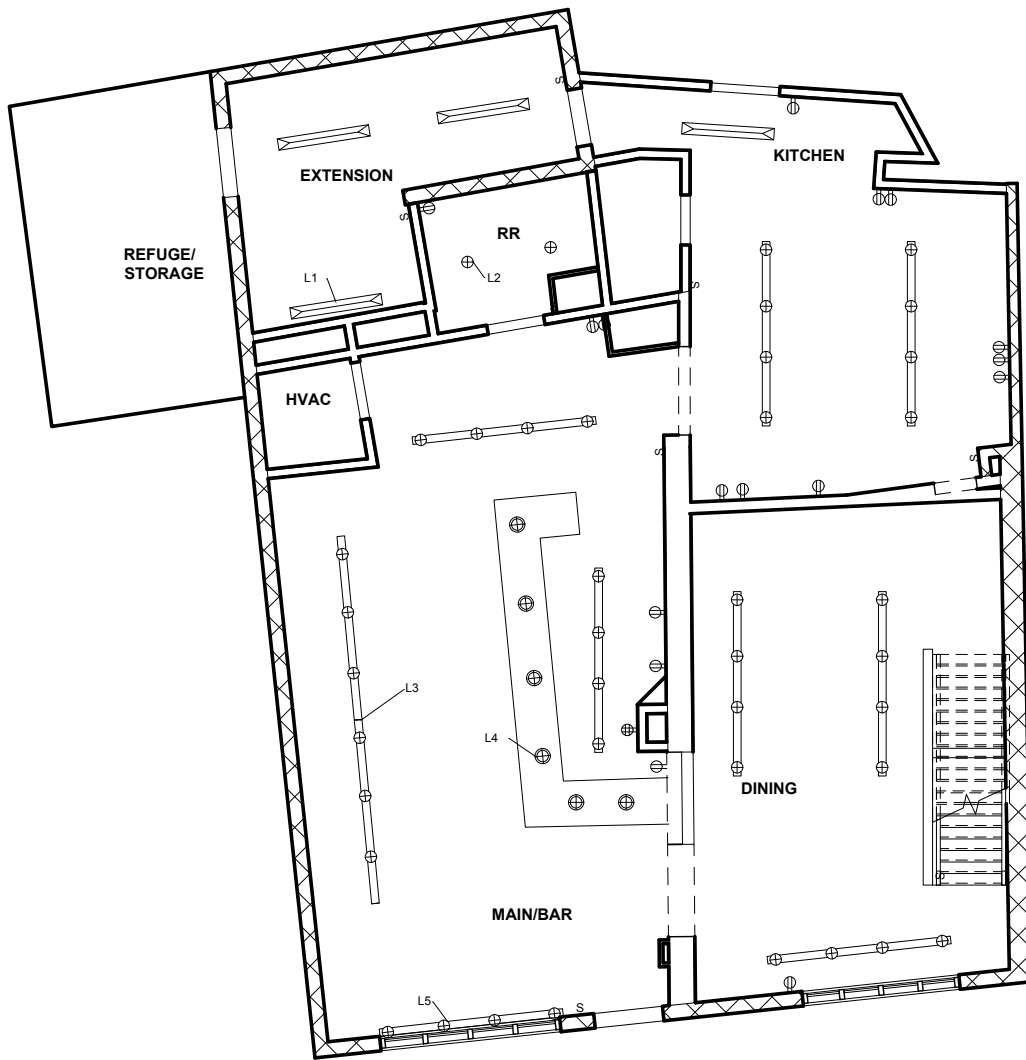 S
KITCHEN
EXTENSION
S
RR
REFUGE/
STORAGE
L1
L2
S
HVAC
S
S
L3
L4
DINING
S
MAIN/BAR
L5
S